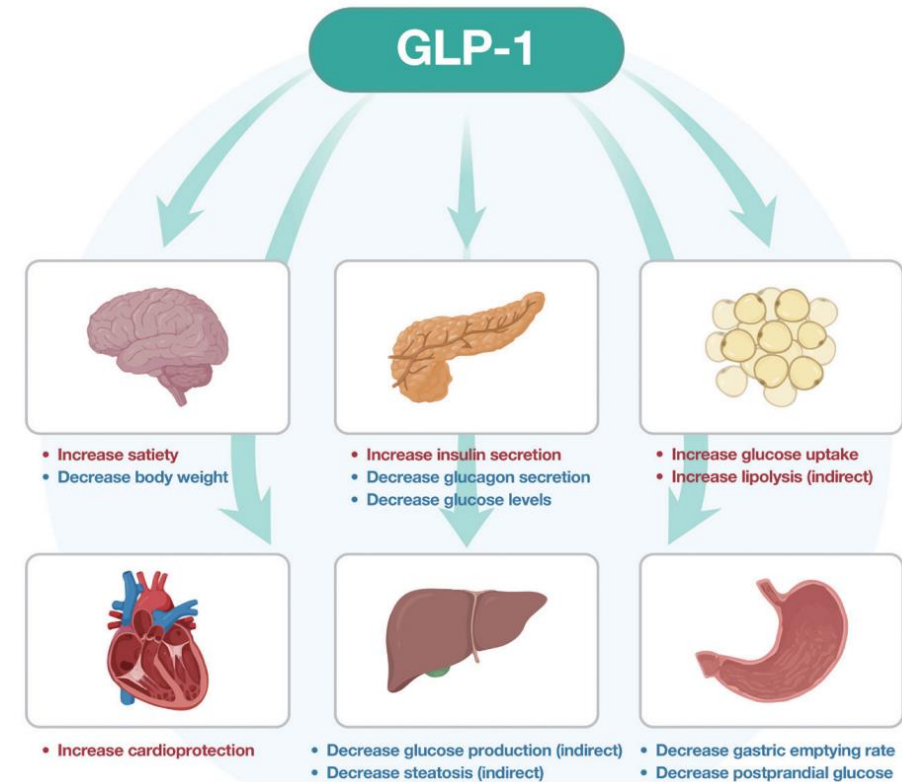 GLP-1
• Increase satiety
• Decrease body weight
• Increase insulin secretion
• Decrease glucagon secretion
• Decrease glucose levels
• Increase glucose uptake
• Increase lipolysis (indirect)
• Increase cardioprotection
• Decrease glucose production (indirect)
• Decrease steatosis (indirect)
• Decrease gastric emptying rate
• Decrease postprandial glucose